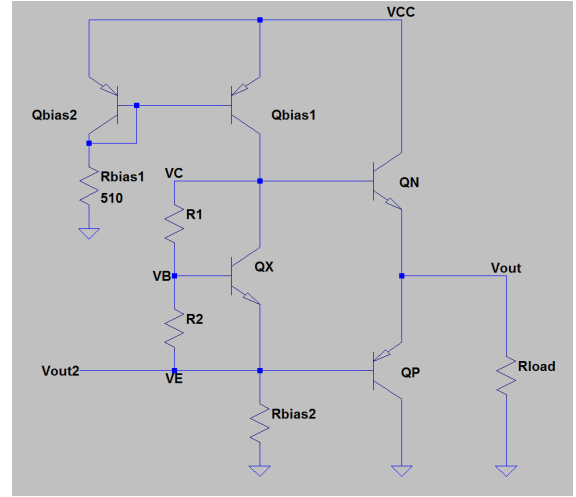 VCC
Qbias2
Qbias1
Rbias1
510
VC
QN
R1
QX
VB
Vout
R2
Vout2
VE
QP
Rload
Rbias2